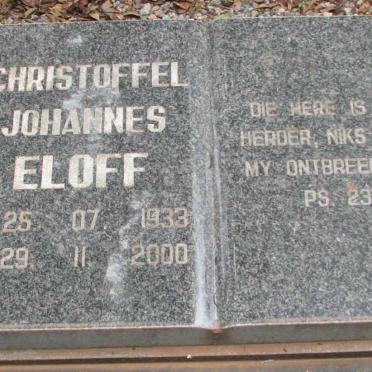 CHRISTOFFEL
JOHANNES
ELOFF
25 07 1933
29 11 2000
DIE HERE IS
HERDER, NIKS
MY ONTBREE
PS. 23